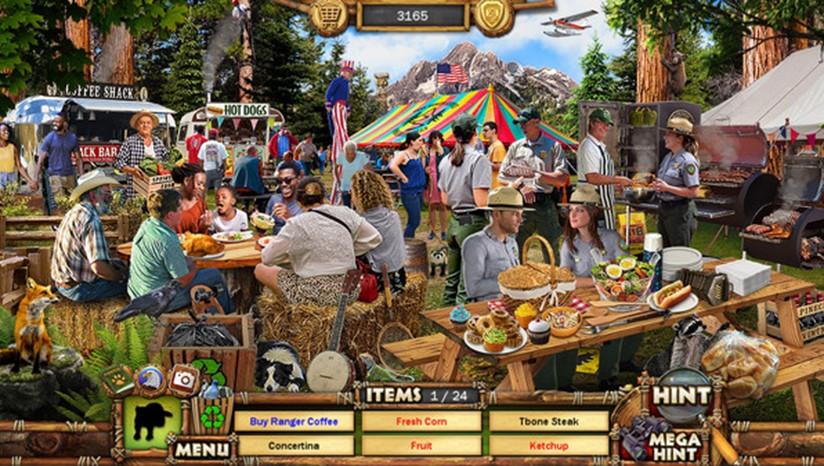 3165
COFFEE SHACK
HOT DOGS
SNACK BAR
ITEMS 1/24
HINT
Buy Ranger Coffee
Fresh Corn
Tbone Steak
Concertina
Fruit
Ketchup
MENU
MEGA
HINT